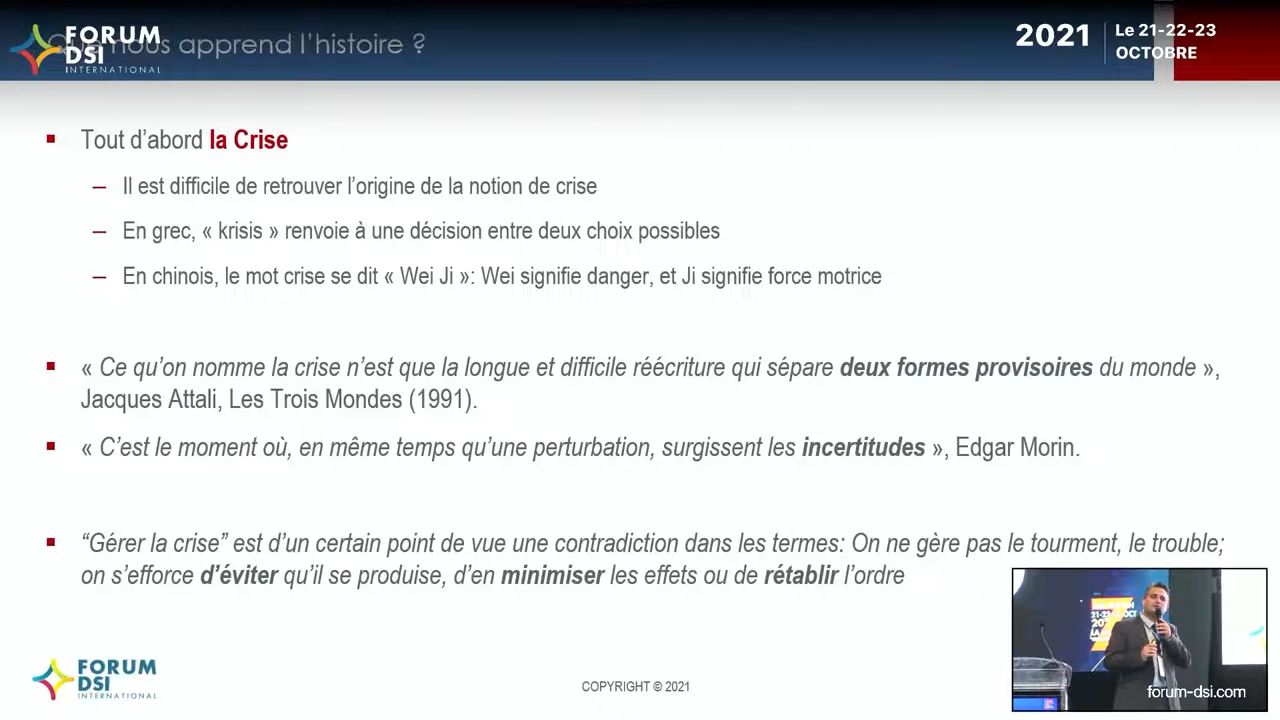 FORUM
DSI
INTERNATIONAL
nous apprend l'histoire ?
2021
Le 21-22-23
OCTOBRE
▪ Tout d'abord la Crise
– Il est difficile de retrouver l'origine de la notion de crise
– En grec, « krisis » renvoie à une décision entre deux choix possibles
– En chinois, le mot crise se dit « Wei Ji »: Wei signifie danger, et Ji signifie force motrice
▪ « Ce qu'on nomme la crise n'est que la longue et difficile réécriture qui sépare deux formes provisoires du monde »,
Jacques Attali, Les Trois Mondes (1991).
▪ « C'est le moment où, en même temps qu'une perturbation, surgissent les incertitudes », Edgar Morin.
▪ “Gérer la crise” est d'un certain point de vue une contradiction dans les termes: On ne gère pas le tourment, le trouble;
on s'efforce d'éviter qu'il se produise, d'en minimiser les effets ou de rétablir l'ordre
FORUM
DSI
INTERNATIONAL
COPYRIGHT © 2021
forum-dsi.com